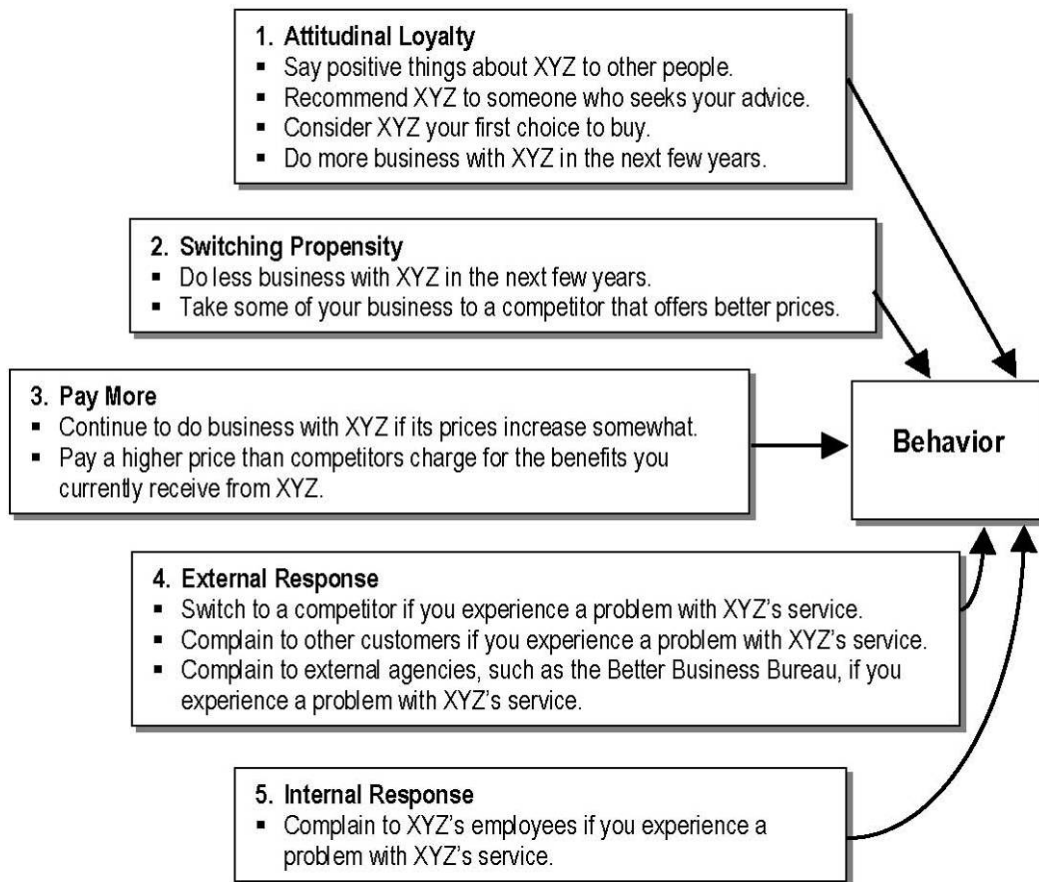 1. Attitudinal Loyalty
▪ Say positive things about XYZ to other people.
▪ Recommend XYZ to someone who seeks your advice.
▪ Consider XYZ your first choice to buy.
▪ Do more business with XYZ in the next few years.
2. Switching Propensity
▪ Do less business with XYZ in the next few years.
▪ Take some of your business to a competitor that offers better prices.
3. Pay More
▪ Continue to do business with XYZ if its prices increase somewhat.
▪ Pay a higher price than competitors charge for the benefits you
currently receive from XYZ.
Behavior
4. External Response
▪ Switch to a competitor if you experience a problem with XYZ's service.
▪ Complain to other customers if you experience a problem with XYZ's service.
▪ Complain to external agencies, such as the Better Business Bureau, if you
experience a problem with XYZ's service.
5. Internal Response
▪ Complain to XYZ's employees if you experience a
problem with XYZ's service.